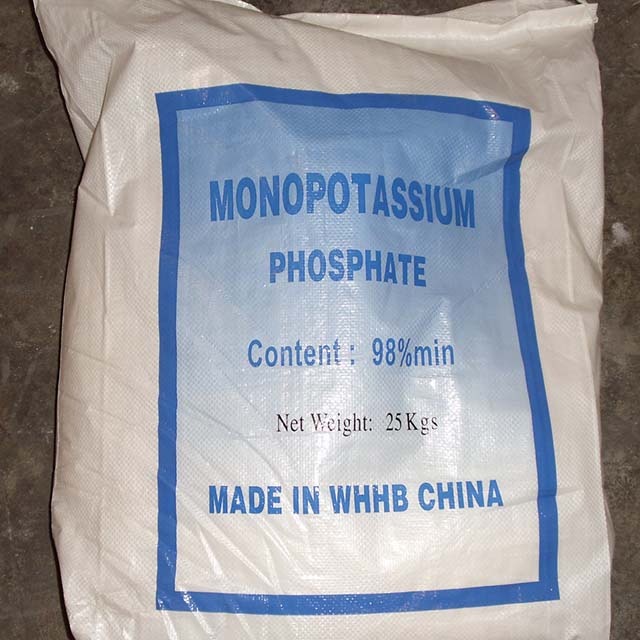 MONOPOTASSIUM
PHOSPHATE
Content : 98%min
Net Weight: 25Kgs
MADE IN WHHB CHINA